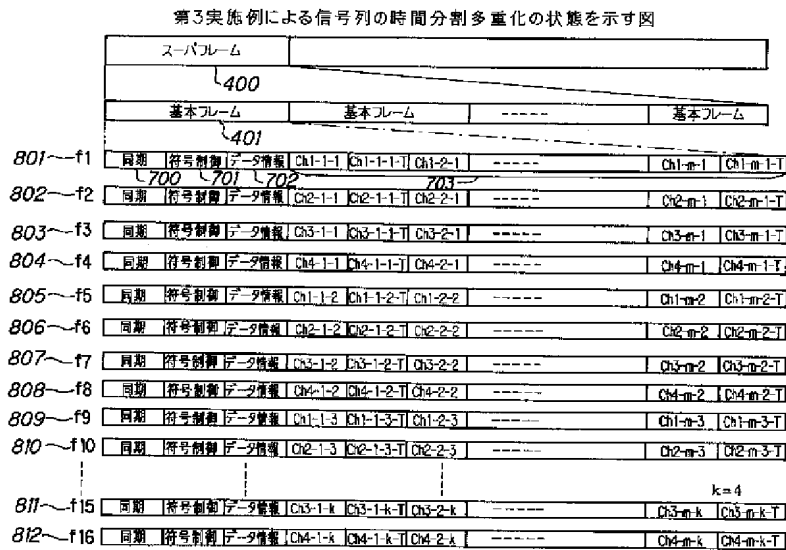 第3実施例による信号列の時間分割多重化の状態を示す図
スーパフレーム
400
基本フレーム 基本フレーム ----- 基本フレーム
401
801 f1 同期 符号制御 データ情報 Ch1-1-1 Ch1-1-1-T Ch1-2-1 ----- Ch1-m-1 Ch1-m-1-T
700 701 702 703
802 f2 同期 符号制御 データ情報 Ch2-1-1 Ch2-1-1-T Ch2-2-1 Ch2-m-1 Ch2-m-1-T
803 f3 同期 符号制御 データ情報 Ch3-1-1 Ch3-1-1-T Ch3-2-1 ----- Ch3-m-1 Ch3-m-1-T
804 f4 同期 符号制御 データ情報 Ch4-1-1 Ch4-1-1-T Ch4-2-1 Ch4-m-1 Ch4-m-1-T
805 f5 同期 符号制御 データ情報 Ch1-1-2 Ch1-1-2-T Ch1-2-2 ----- Ch1-m-2 Ch1-m-2-T
806 f6 同期 符号制御 データ情報 Ch2-1-2 Ch2-1-2-T Ch2-2-2 ----- Ch2-m-2 Ch2-m-2-T
807 f7 同期 符号制御 データ情報 Ch3-1-2 Ch3-1-2-T Ch3-2-2 Ch3-m-2 Ch3-m-2-T
808 f8 同期 符号制御 データ情報 Ch4-1-2 Ch4-1-2-T Ch4-2-2 ----- Ch4-m-2 Ch4-m-2-T
809 f9 同期 符号制御 データ情報 Ch1-1-3 Ch1-1-3-T Ch1-2-3 ----- Ch1-m-3 Ch1-m-3-T
810 f10 同期 符号制御 データ情報 Ch2-1-3 Ch2-1-3-T Ch2-2-3 ----- Ch2-m-3 Ch2-m-3-T
k=4
811 f15 同期 符号制御 データ情報 Ch3-1-k Ch3-1-k-T Ch3-2-k ----- Ch3-m-k Ch3-m-k-T
812 f16 同期 符号制御 データ情報 Ch4-1-k Ch4-1-k-T Ch4-2-k ----- Ch4-m-k Ch4-m-k-T